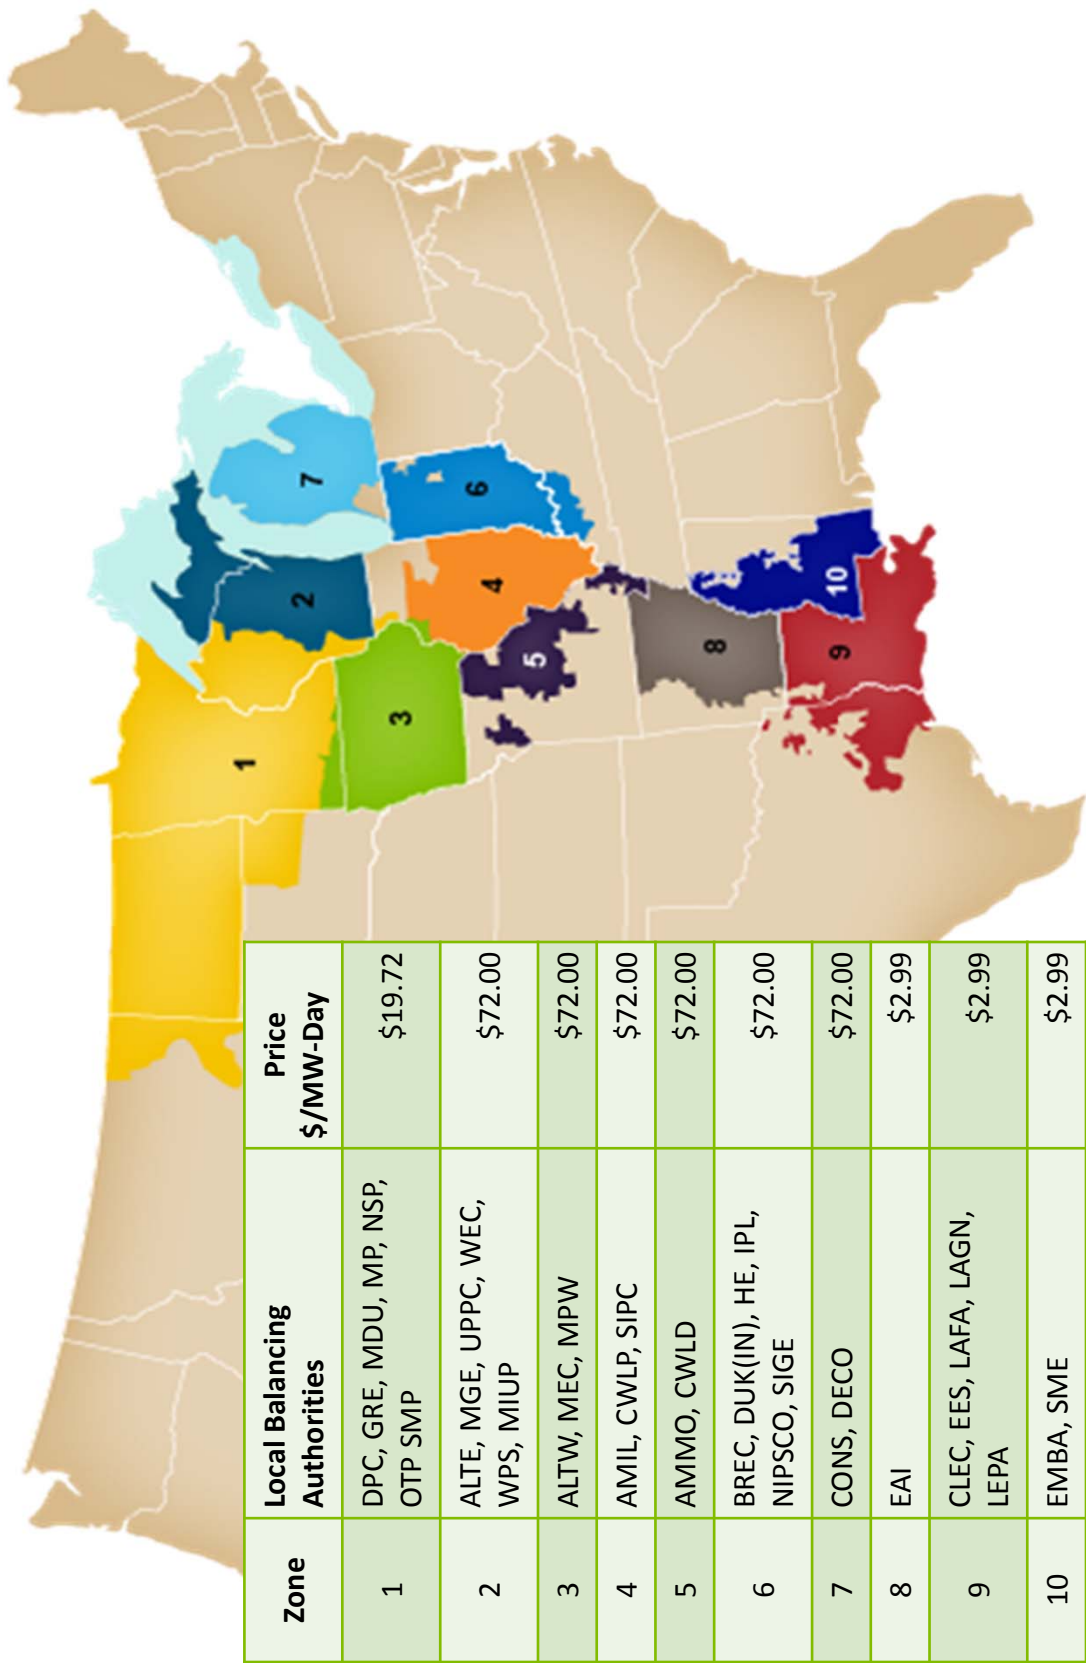 1
2
3
4
5
6
7
8
9
10
Zone Local Balancing Authorities Price $/MW-Day
1 DPC, GRE, MDU, MP, NSP, OTP SMP $19.72
2 ALTE, MGE, UPPC, WEC, WPS, MIUP $72.00
3 ALTW, MEC, MPW $72.00
4 AMIL, CWLP, SIPC $72.00
5 AMMO, CWLD $72.00
6 BREC, DUK(IN), HE, IPL, NIPSCO, SIGE $72.00
7 CONS, DECO $72.00
8 EAI $2.99
9 CLEC, EES, LAFA, LAGN, LEPA $2.99
10 EMBA, SME $2.99